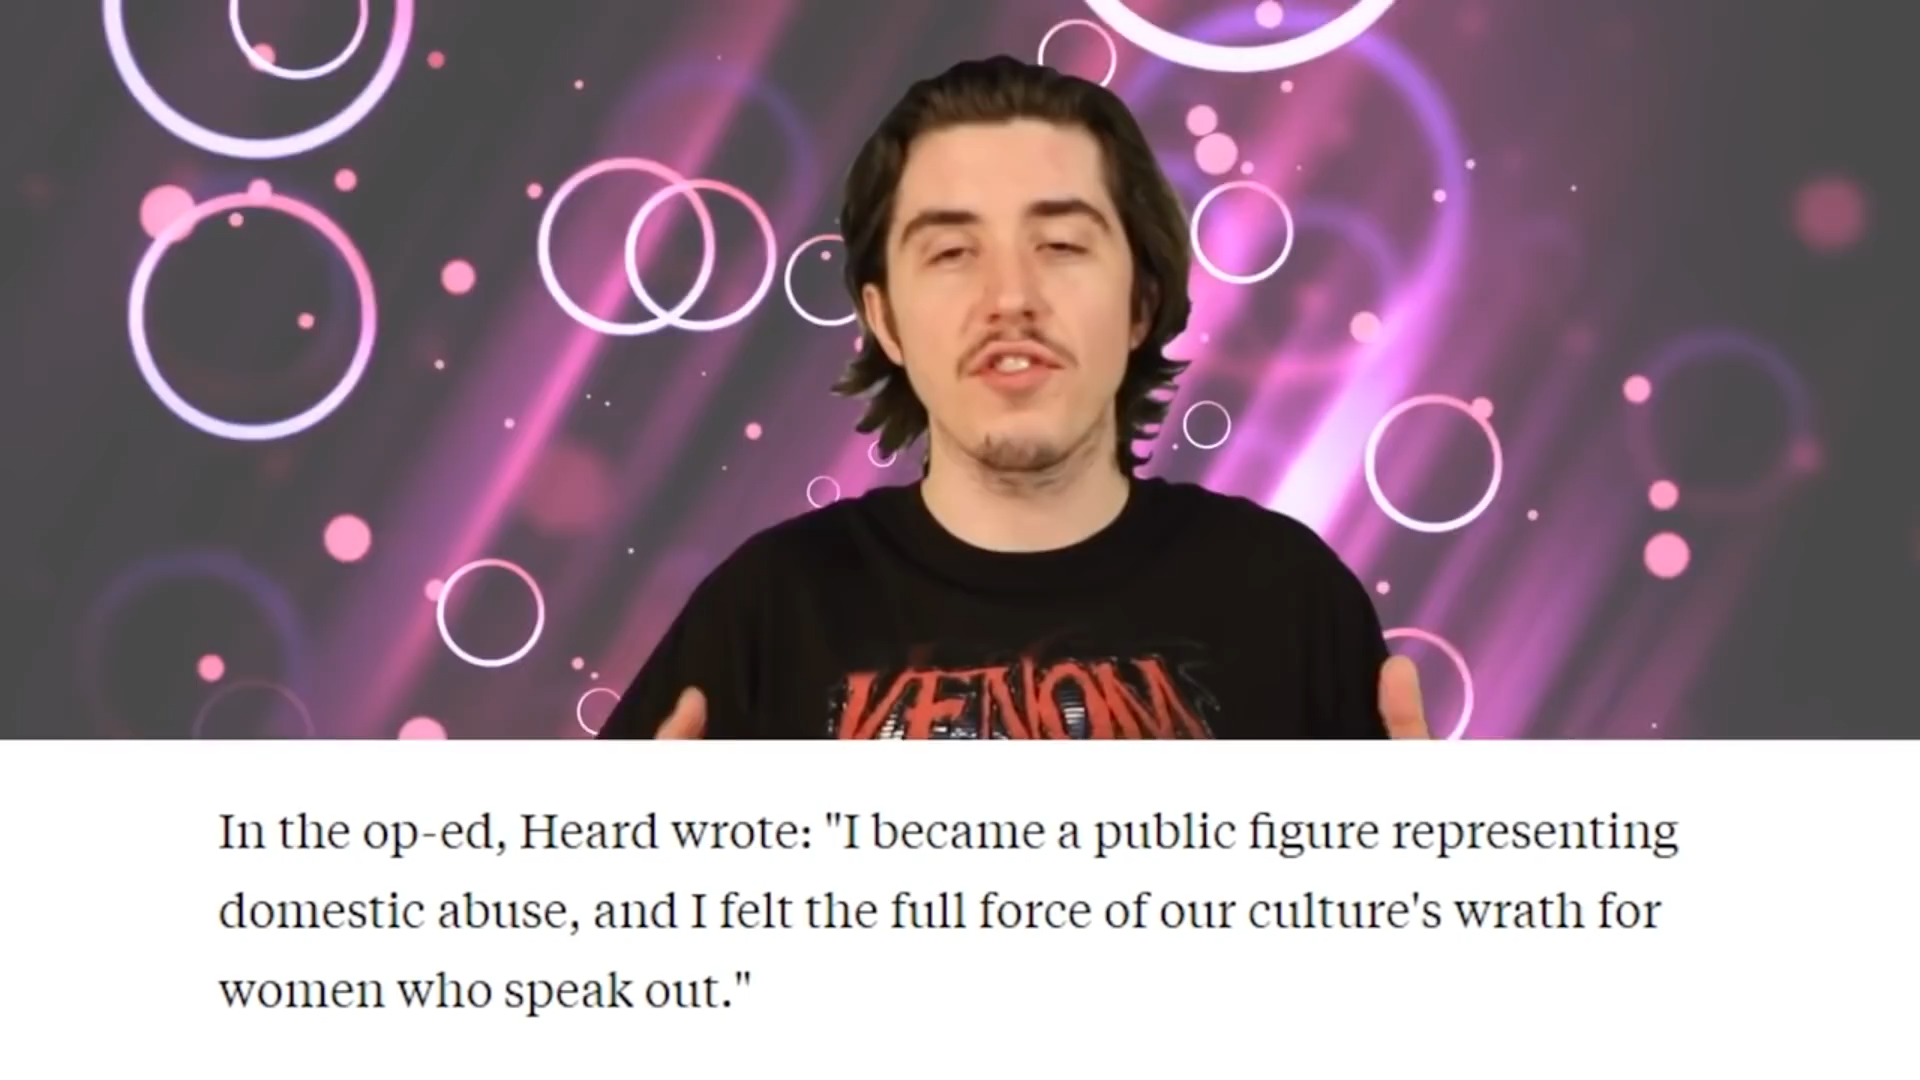 VENOM
In the op-ed, Heard wrote: "I became a public figure representing
domestic abuse, and I felt the full force of our culture's wrath for
women who speak out."